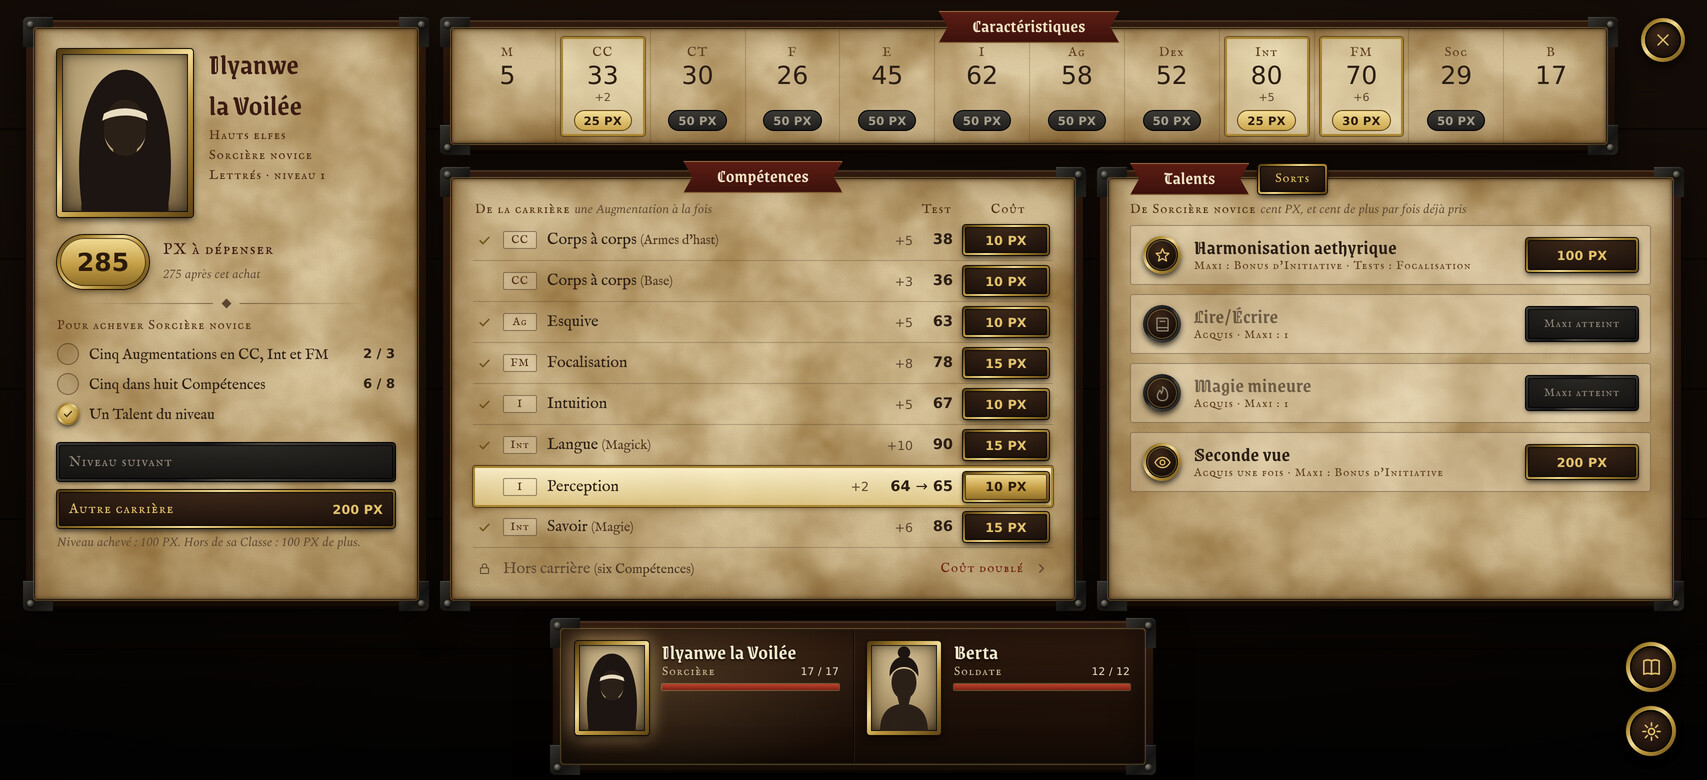 Ilyanwe
la Voilée
Hauts elfes
Sorcière novice
Lettrés · niveau 1
285
PX à dépenser
275 après cet achat
Pour achever Sorcière novice
Cinq Augmentations en CC, Int et FM 2 / 3
Cinq dans huit Compétences 6 / 8
Un Talent du niveau
Niveau suivant
Autre carrière 200 PX
Niveau achevé : 100 PX. Hors de sa Classe : 100 PX de plus.
Caractéristiques
M CC CT F E I Ag Dex Int FM Soc B
5 33 30 26 45 62 58 52 80 70 29 17
+2 +5 +6
25 PX 50 PX 50 PX 50 PX 50 PX 50 PX 50 PX 25 PX 30 PX 50 PX
Compétences
De la carrière une Augmentation à la fois Test Coût
CC Corps à corps (Armes d'hast) +5 38 10 PX
CC Corps à corps (Base) +3 36 10 PX
Ag Esquive +5 63 10 PX
FM Focalisation +8 78 15 PX
I Intuition +5 67 10 PX
Int Langue (Magick) +10 90 15 PX
I Perception +2 64 → 65 10 PX
Int Savoir (Magie) +6 86 15 PX
Hors carrière (six Compétences) Coût doublé
Talents Sorts
De Sorcière novice cent PX, et cent de plus par fois déjà pris
Harmonisation aethyrique
Maxi : Bonus d'Initiative · Tests : Focalisation
100 PX
Lire/Écrire
Acquis · Maxi : 1
Maxi atteint
Magie mineure
Acquis · Maxi : 1
Maxi atteint
Seconde vue
Acquis une fois · Maxi : Bonus d'Initiative
200 PX
Ilyanwe la Voilée
Sorcière 17 / 17
Berta
Soldate 12 / 12